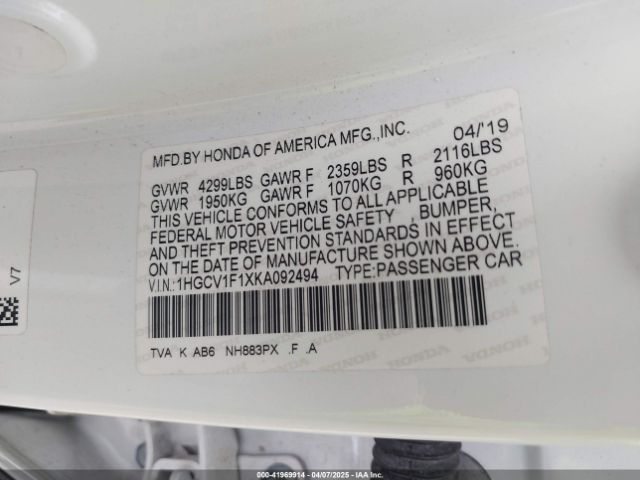 MFD.BY HONDA OF AMERICA MFG.,INC. 04/'19
GVWR 4299LBS GAWR F 2359LBS R 2116LBS
GVWR 1950KG GAWR F 1070KG R 960KG
THIS VEHICLE CONFORMS TO ALL APPLICABLE
FEDERAL MOTOR VEHICLE SAFETY , BUMPER,
AND THEFT PREVENTION STANDARDS IN EFFECT
ON THE DATE OF MANUFACTURE SHOWN ABOVE.
V.I.N.:1HGCV1F1XKA092494 TYPE:PASSENGER CAR
TVA K AB6 NH883PX .F .A
V7
000-41969914 - 04/07/2025 - IAA Inc.